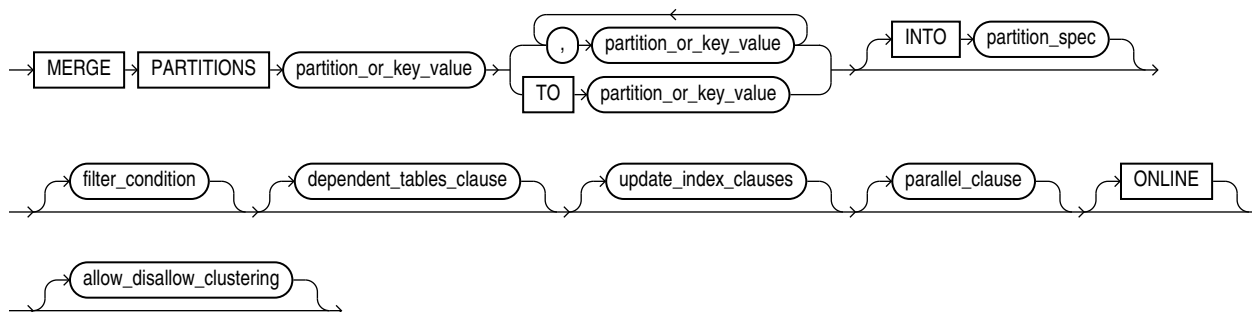 MERGE PARTITIONS partition_or_key_value , partition_or_key_value INTO partition_spec
TO partition_or_key_value
filter_condition dependent_tables_clause update_index_clauses parallel_clause ONLINE
allow_disallow_clustering